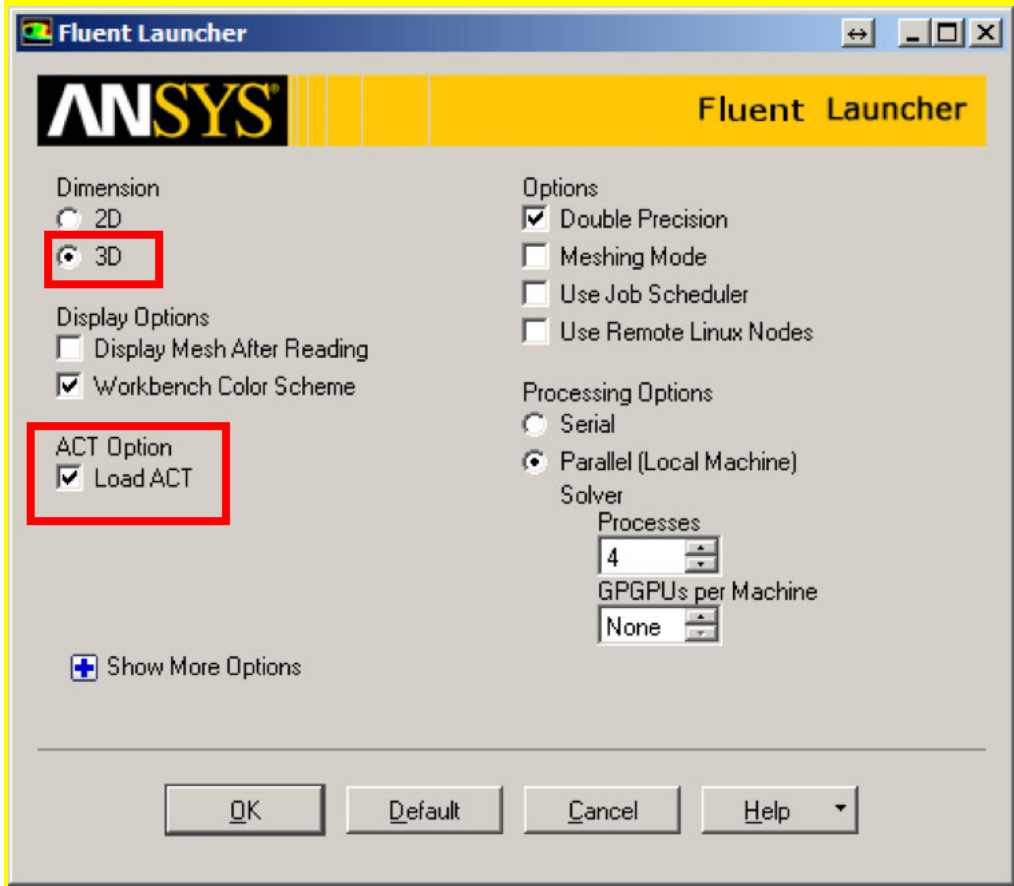 Fluent Launcher
ANSYS
Fluent Launcher
Dimension
2D
3D
Display Options
Display Mesh After Reading
Workbench Color Scheme
ACT Option
Load ACT
Show More Options
Options
Double Precision
Meshing Mode
Use Job Scheduler
Use Remote Linux Nodes
Processing Options
Serial
Parallel (Local Machine)
Solver
Processes
4
GPGPUs per Machine
None
OK Default Cancel Help